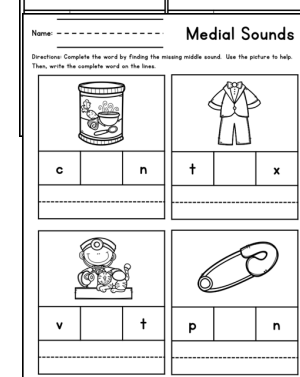 Name:
Medial Sounds
Directions: Complete the word by finding the missing middle sound. Use the picture to help.
Then, write the complete word on the lines.
c n
t x
v t
p n